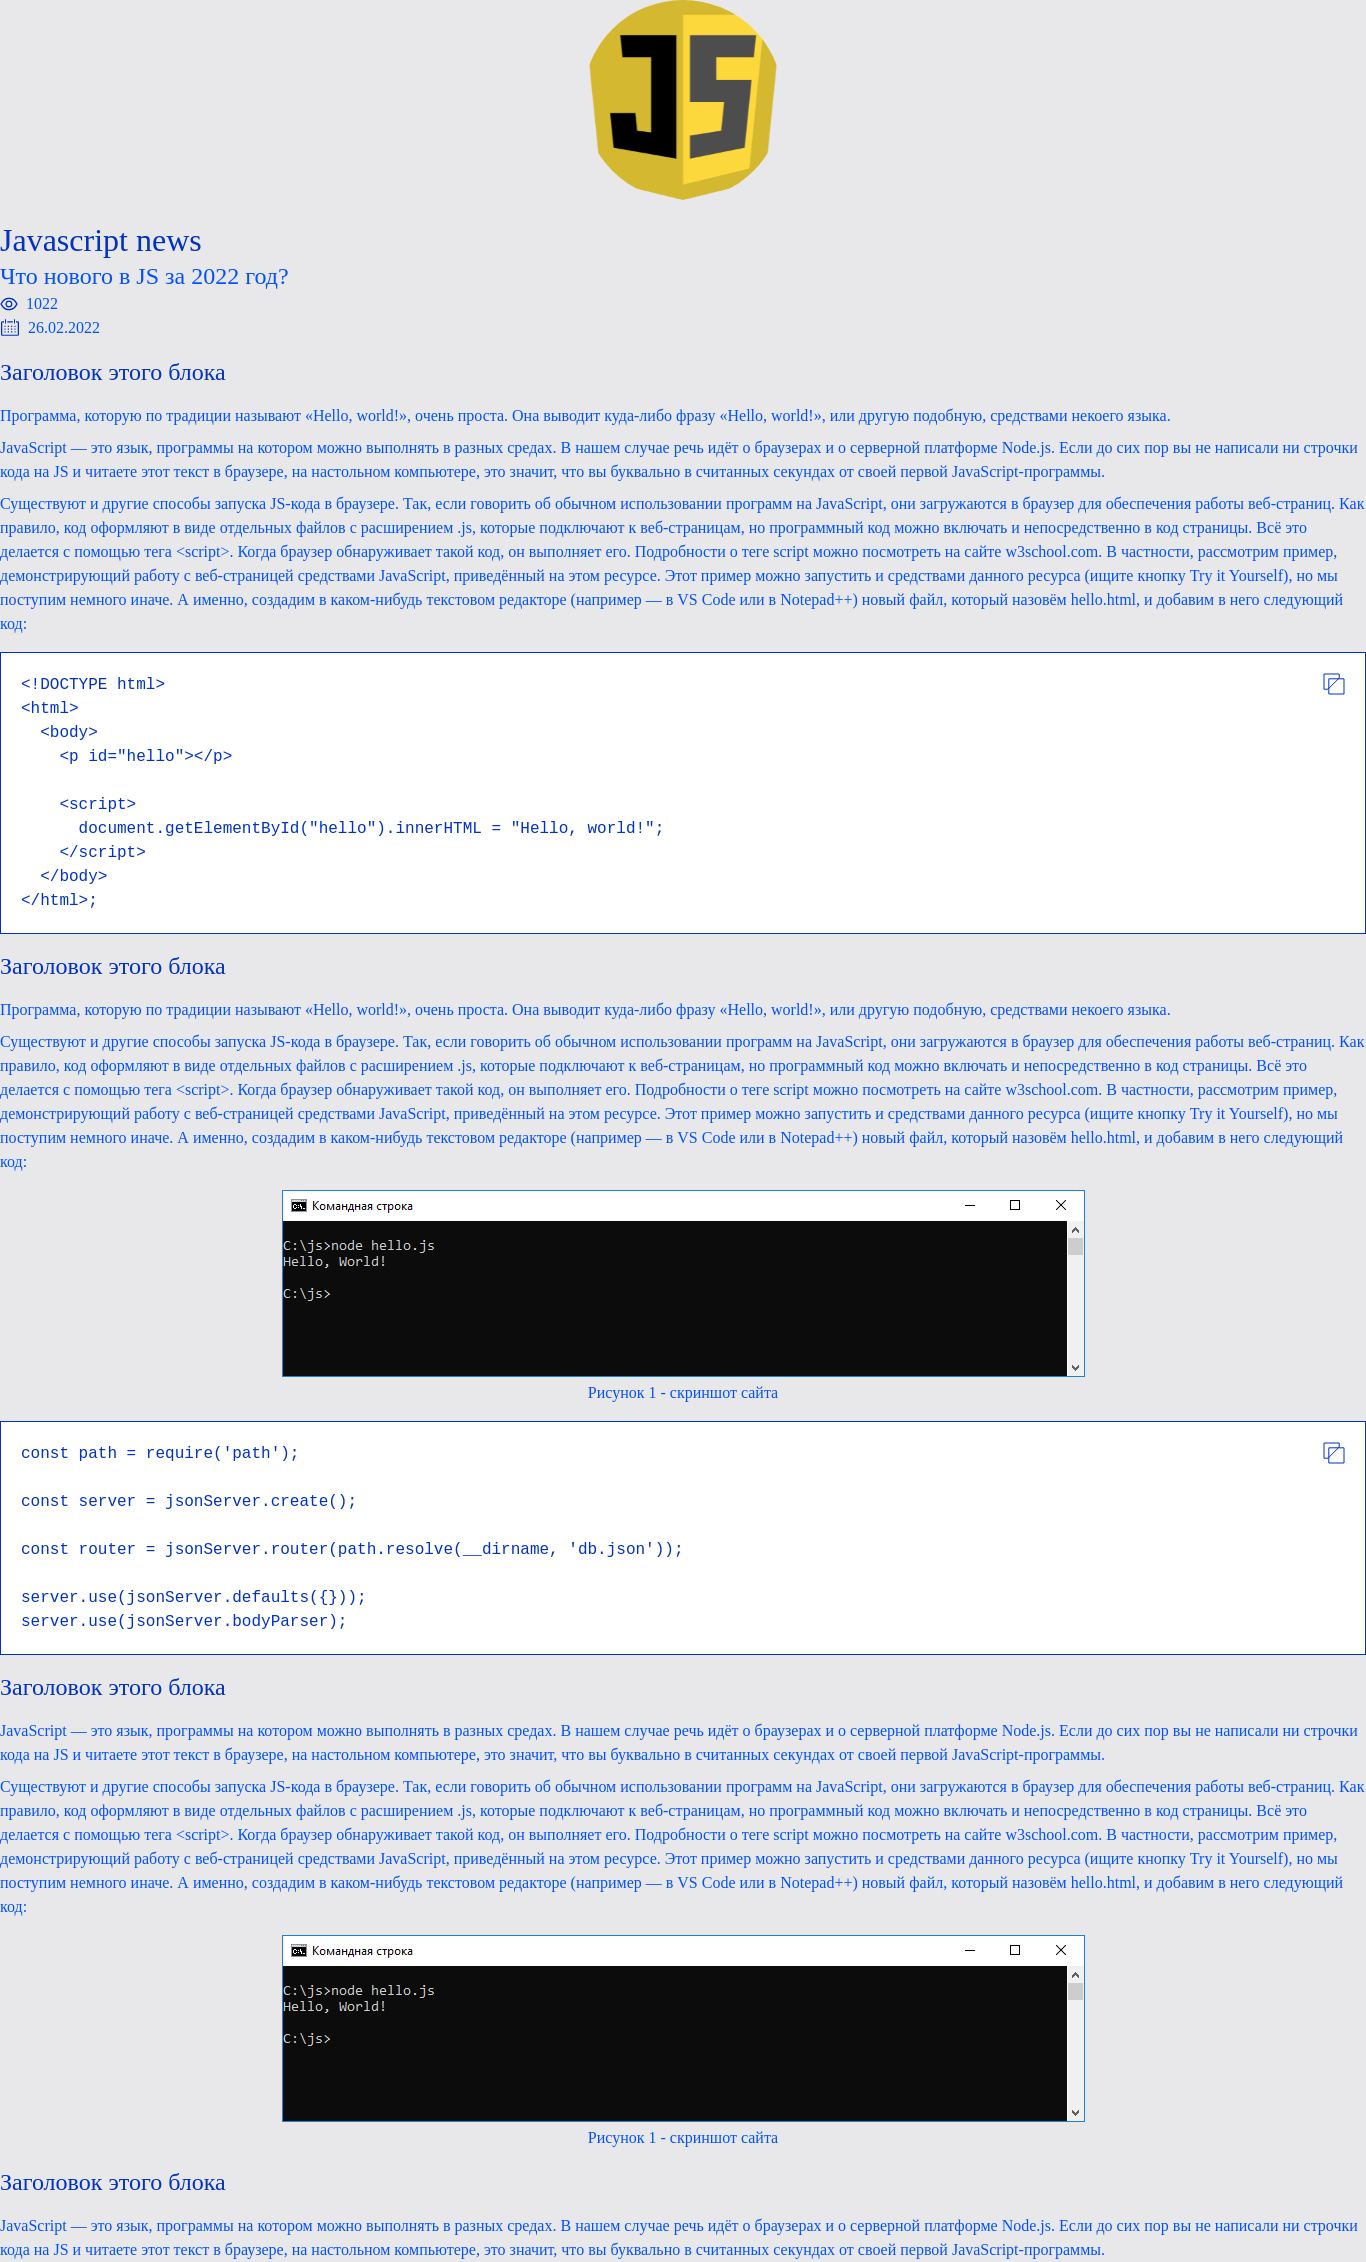 JS
Javascript news
Что нового в JS за 2022 год?
1022
26.02.2022
Заголовок этого блока
Программа, которую по традиции называют «Hello, world!», очень проста. Она выводит куда-либо фразу «Hello, world!», или другую подобную, средствами некоего языка.
JavaScript — это язык, программы на котором можно выполнять в разных средах. В нашем случае речь идёт о браузерах и о серверной платформе Node.js. Если до сих пор вы не написали ни строчки
кода на JS и читаете этот текст в браузере, на настольном компьютере, это значит, что вы буквально в считанных секундах от своей первой JavaScript-программы.
Существуют и другие способы запуска JS-кода в браузере. Так, если говорить об обычном использовании программ на JavaScript, они загружаются в браузер для обеспечения работы веб-страниц. Как
правило, код оформляют в виде отдельных файлов с расширением .js, которые подключают к веб-страницам, но программный код можно включать и непосредственно в код страницы. Всё это
делается с помощью тега <script>. Когда браузер обнаруживает такой код, он выполняет его. Подробности о теге script можно посмотреть на сайте w3school.com. В частности, рассмотрим пример,
демонстрирующий работу с веб-страницей средствами JavaScript, приведённый на этом ресурсе. Этот пример можно запустить и средствами данного ресурса (ищите кнопку Try it Yourself), но мы
поступим немного иначе. А именно, создадим в каком-нибудь текстовом редакторе (например — в VS Code или в Notepad++) новый файл, который назовём hello.html, и добавим в него следующий
код:
<!DOCTYPE html>
<html>
  <body>
    <p id="hello"></p>

    <script>
      document.getElementById("hello").innerHTML = "Hello, world!";
    </script>
  </body>
</html>;
Заголовок этого блока
Программа, которую по традиции называют «Hello, world!», очень проста. Она выводит куда-либо фразу «Hello, world!», или другую подобную, средствами некоего языка.
Существуют и другие способы запуска JS-кода в браузере. Так, если говорить об обычном использовании программ на JavaScript, они загружаются в браузер для обеспечения работы веб-страниц. Как
правило, код оформляют в виде отдельных файлов с расширением .js, которые подключают к веб-страницам, но программный код можно включать и непосредственно в код страницы. Всё это
делается с помощью тега <script>. Когда браузер обнаруживает такой код, он выполняет его. Подробности о теге script можно посмотреть на сайте w3school.com. В частности, рассмотрим пример,
демонстрирующий работу с веб-страницей средствами JavaScript, приведённый на этом ресурсе. Этот пример можно запустить и средствами данного ресурса (ищите кнопку Try it Yourself), но мы
поступим немного иначе. А именно, создадим в каком-нибудь текстовом редакторе (например — в VS Code или в Notepad++) новый файл, который назовём hello.html, и добавим в него следующий
код:
Командная строка
C:\js>node hello.js
Hello, World!
C:\js>
Рисунок 1 - скриншот сайта
const path = require('path');

const server = jsonServer.create();

const router = jsonServer.router(path.resolve(__dirname, 'db.json'));

server.use(jsonServer.defaults({}));
server.use(jsonServer.bodyParser);
Заголовок этого блока
JavaScript — это язык, программы на котором можно выполнять в разных средах. В нашем случае речь идёт о браузерах и о серверной платформе Node.js. Если до сих пор вы не написали ни строчки
кода на JS и читаете этот текст в браузере, на настольном компьютере, это значит, что вы буквально в считанных секундах от своей первой JavaScript-программы.
Существуют и другие способы запуска JS-кода в браузере. Так, если говорить об обычном использовании программ на JavaScript, они загружаются в браузер для обеспечения работы веб-страниц. Как
правило, код оформляют в виде отдельных файлов с расширением .js, которые подключают к веб-страницам, но программный код можно включать и непосредственно в код страницы. Всё это
делается с помощью тега <script>. Когда браузер обнаруживает такой код, он выполняет его. Подробности о теге script можно посмотреть на сайте w3school.com. В частности, рассмотрим пример,
демонстрирующий работу с веб-страницей средствами JavaScript, приведённый на этом ресурсе. Этот пример можно запустить и средствами данного ресурса (ищите кнопку Try it Yourself), но мы
поступим немного иначе. А именно, создадим в каком-нибудь текстовом редакторе (например — в VS Code или в Notepad++) новый файл, который назовём hello.html, и добавим в него следующий
код:
Командная строка
C:\js>node hello.js
Hello, World!
C:\js>
Рисунок 1 - скриншот сайта
Заголовок этого блока
JavaScript — это язык, программы на котором можно выполнять в разных средах. В нашем случае речь идёт о браузерах и о серверной платформе Node.js. Если до сих пор вы не написали ни строчки
кода на JS и читаете этот текст в браузере, на настольном компьютере, это значит, что вы буквально в считанных секундах от своей первой JavaScript-программы.